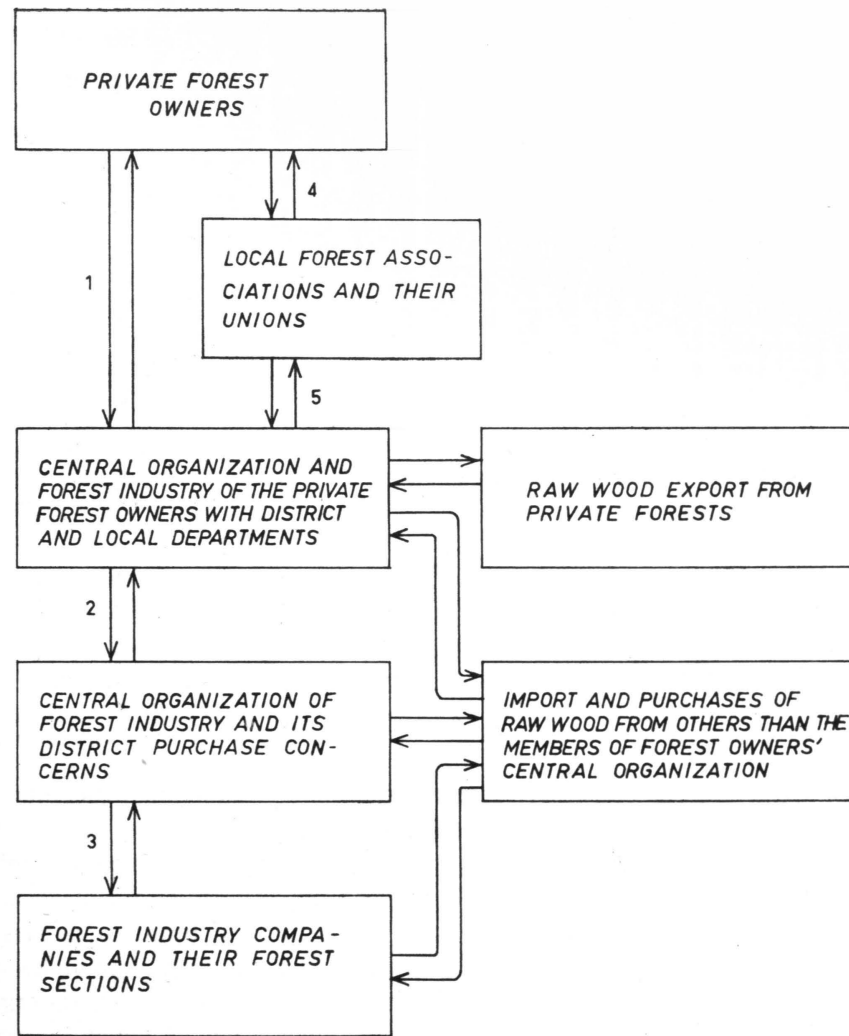 PRIVATE FOREST
OWNERS
4
LOCAL FOREST ASSO-
CIATIONS AND THEIR
UNIONS
1
5
CENTRAL ORGANIZATION AND
FOREST INDUSTRY OF THE PRIVATE
FOREST OWNERS WITH DISTRICT
AND LOCAL DEPARTMENTS
RAW WOOD EXPORT FROM
PRIVATE FORESTS
2
CENTRAL ORGANIZATION OF
FOREST INDUSTRY AND ITS
DISTRICT PURCHASE CON-
CERNS
IMPORT AND PURCHASES OF
RAW WOOD FROM OTHERS THAN THE
MEMBERS OF FOREST OWNERS'
CENTRAL ORGANIZATION
3
FOREST INDUSTRY COMPA-
NIES AND THEIR FOREST
SECTIONS